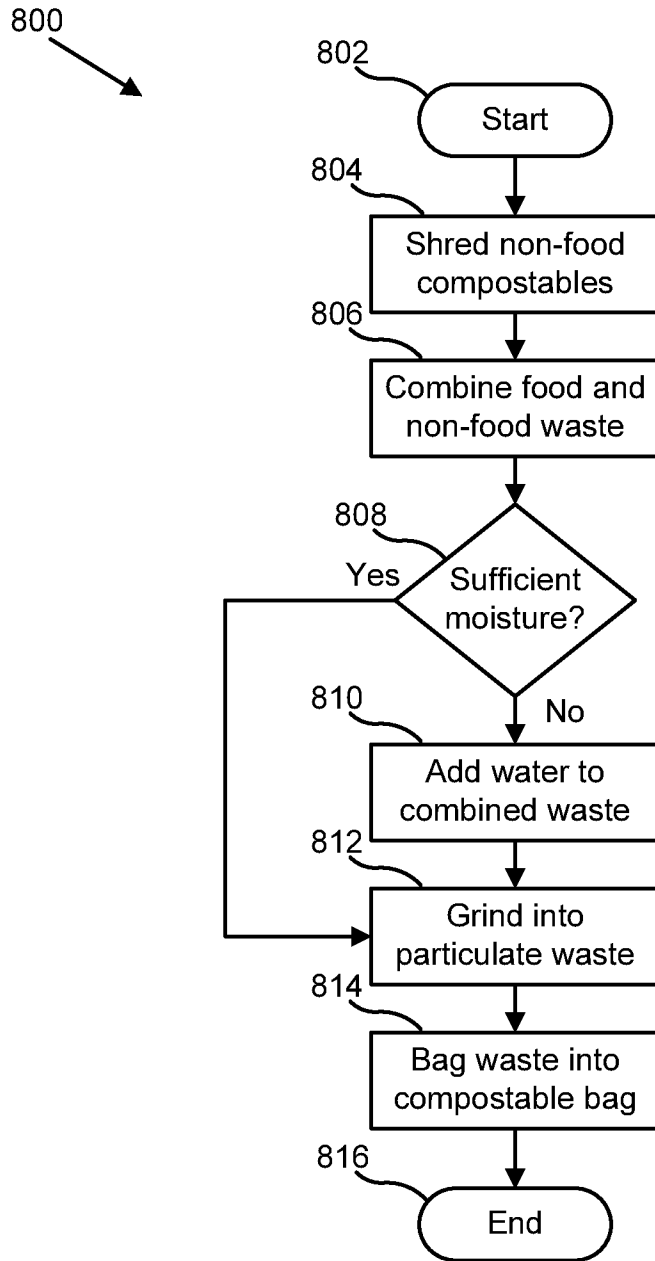 800
802
Start
804
Shred non-food
compostables
806
Combine food and
non-food waste
808
Yes
Sufficient
moisture?
810
No
Add water to
combined waste
812
Grind into
particulate waste
814
Bag waste into
compostable bag
816
End